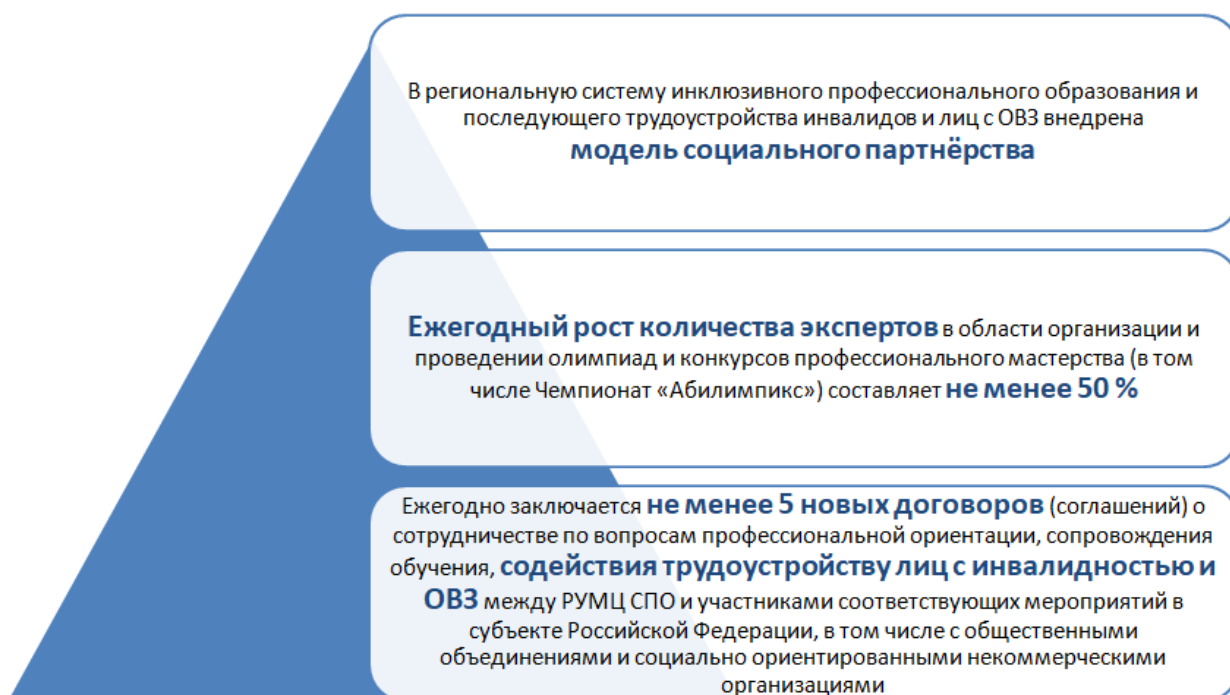 В региональную систему инклюзивного профессионального образования и
последующего трудоустройства инвалидов и лиц с ОВЗ внедрена
модель социального партнёрства
Ежегодный рост количества экспертов в области организации и
проведении олимпиад и конкурсов профессионального мастерства (в том
числе Чемпионат «Абилимпикс») составляет не менее 50 %
Ежегодно заключается не менее 5 новых договоров (соглашений) о
сотрудничестве по вопросам профессиональной ориентации, сопровождения
обучения, содействия трудоустройству лиц с инвалидностью и
ОВЗ между РУМЦ СПО и участниками соответствующих мероприятий в
субъекте Российской Федерации, в том числе с общественными
объединениями и социально ориентированными некоммерческими
организациями